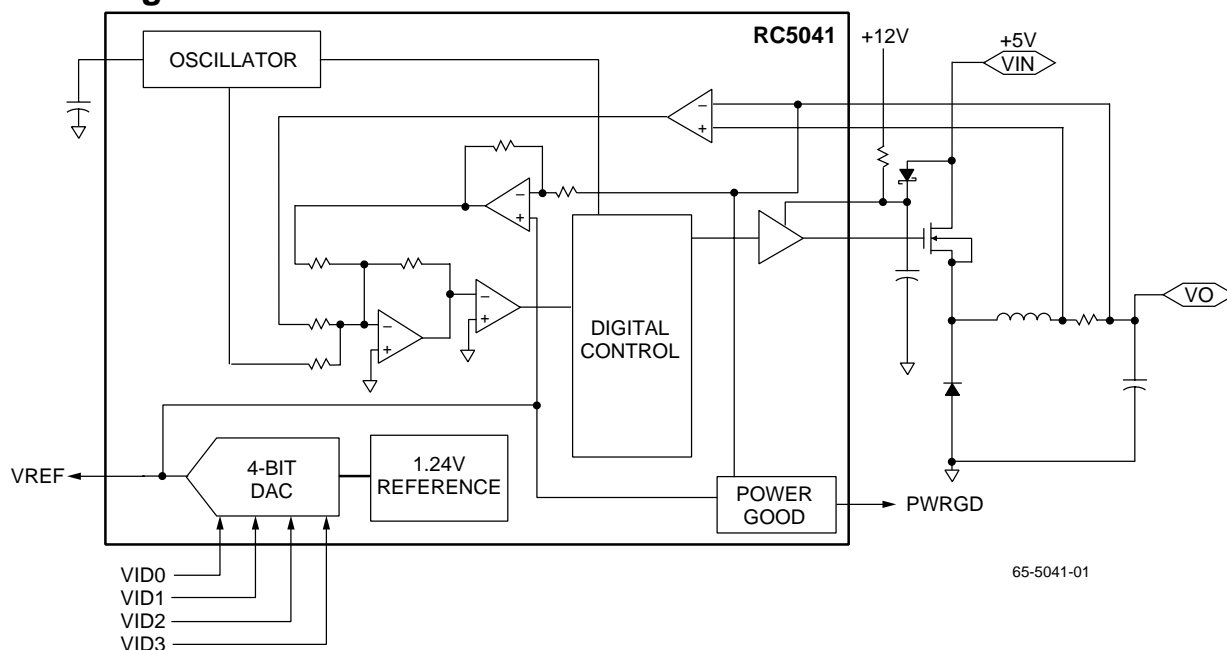 RC5041
+12V
+5V
VIN
OSCILLATOR
VO
DIGITAL
CONTROL
4-BIT
DAC
1.24V
REFERENCE
VREF
POWER
GOOD
PWRGD
VID0
VID1
VID2
VID3
65-5041-01